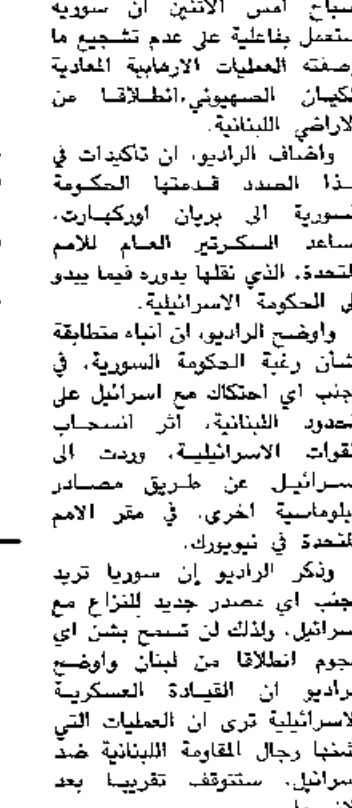 صباح امس الاثنين ان سورية
ستعمل بفاعلية على عدم تشجيع ما
وصفته العمليات الارهابية المعادية
للكيان الصهيوني، انطلاقا من
الاراضي اللبنانية.
واضاف الراديو، ان تأكيدات في
هذا الصدد قدمتها الحكومة
السورية الى بريان اوركهارت،
مساعد السكرتير العام للامم
المتحدة، الذي نقلها بدوره فيما يبدو
الى الحكومة الاسرائيلية.
واوضح الراديو، ان انباء متطابقة
بشأن رغبة الحكومة السورية، في
تجنب اي احتكاك مع اسرائيل على
الحدود اللبنانية، اثر انسحاب
القوات الاسرائيلية، وردت الى
اسرائيل عن طريق مصادر
دبلوماسية اخرى، في مقر الامم
المتحدة في نيويورك.
وذكر الراديو إن سوريا تريد
تجنب اي مصدر جديد للنزاع مع
اسرائيل، ولذلك لن تسمح بشن اي
هجوم انطلاقا من لبنان واوضح
الراديو ان القيادة العسكرية
الاسرائيلية ترى ان العمليات التي
شنها رجال المقاومة اللبنانية ضد
اسرائيل، ستتوقف تقريبا بعد